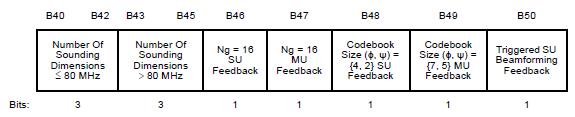 B40 B42 B43 B45 B46 B47 B48 B49 B50
Number Of
Sounding
Dimensions
≤ 80 MHz
Number Of
Sounding
Dimensions
> 80 MHz
Ng = 16
SU
Feedback
Ng = 16
MU
Feedback
Codebook
Size (ϕ, ψ) =
{4, 2} SU
Feedback
Codebook
Size (ϕ, ψ) =
{7, 5} MU
Feedback
Triggered SU
Beamforming
Feedback
Bits: 3 3 1 1 1 1 1